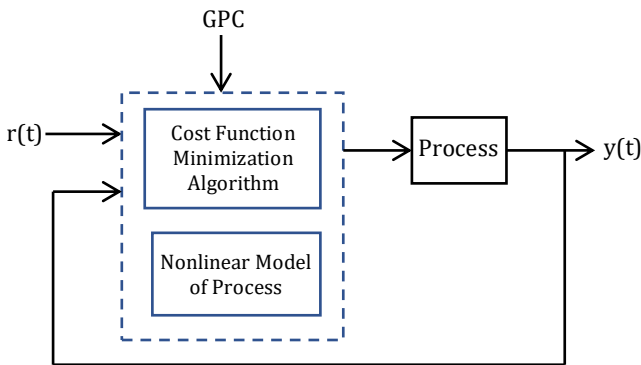 GPC
r(t)
Cost Function
Minimization
Algorithm
Process
y(t)
Nonlinear Model
of Process